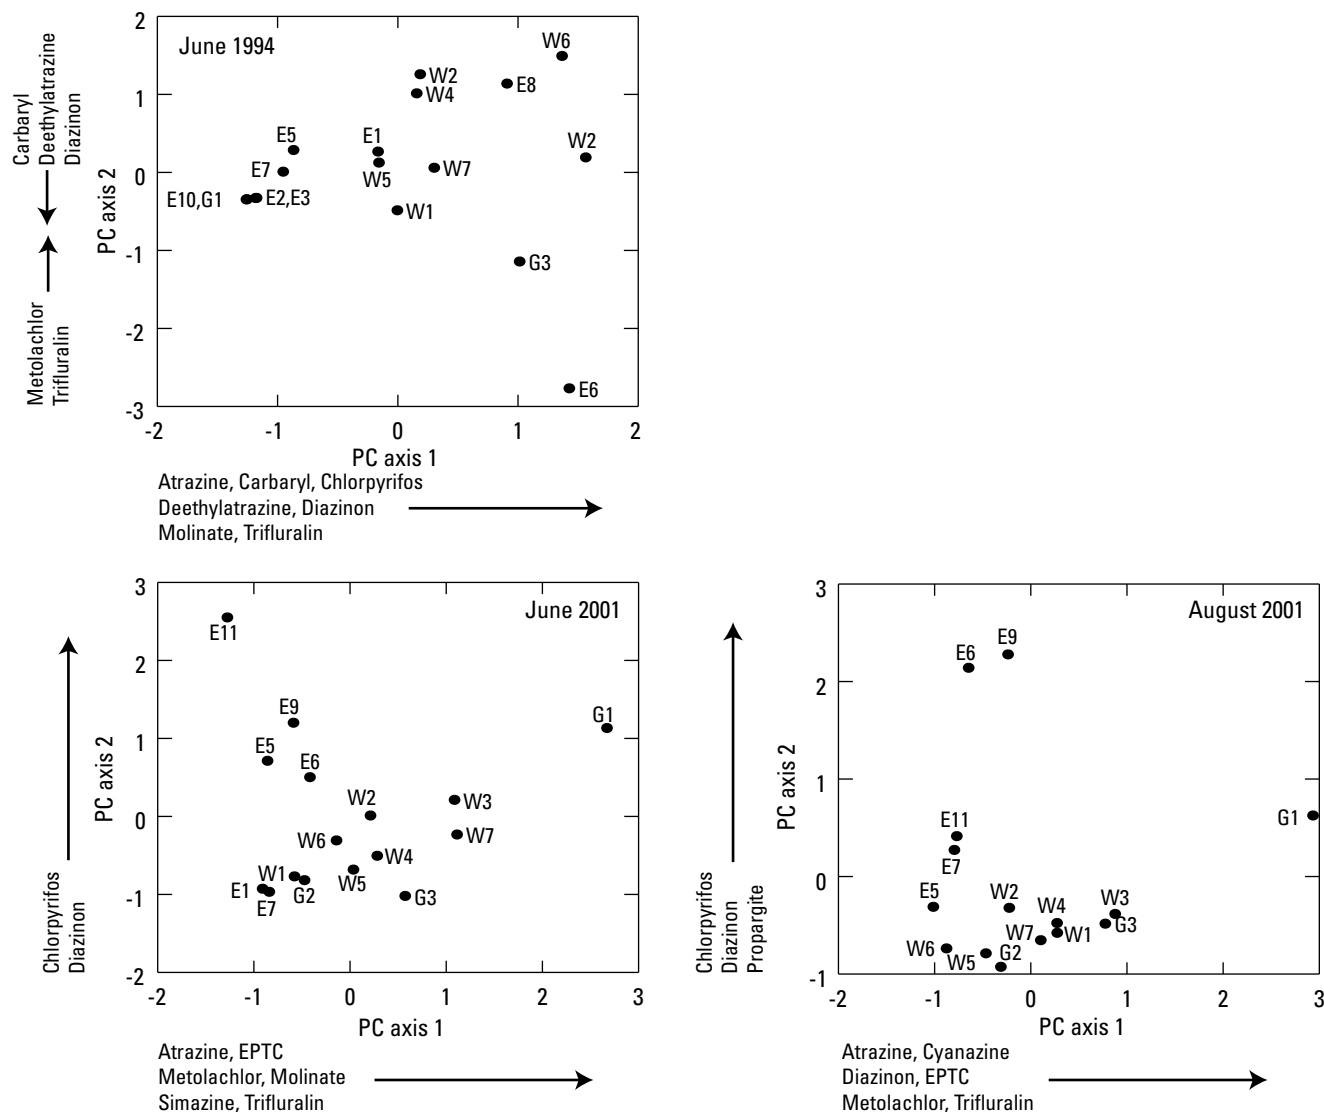 June 1994
Carbaryl
Deethylatrazine
Diazinon
Metolachlor
Trifluralin
PC axis 2
2
1
0
-1
-2
-3
W6
W2
E8
W4
E5
E1
W2
E7
W5
W7
E10,G1
E2,E3
W1
G3
E6
-2
-1
0
1
2
PC axis 1
Atrazine, Carbaryl, Chlorpyrifos
Deethylatrazine, Diazinon
Molinate, Trifluralin
June 2001
Chlorpyrifos
Diazinon
PC axis 2
3
2
1
0
-1
-2
E11
E9
G1
E5
E6
W2
W3
W6
W7
W4
W1
W5
E1
E7
G2
G3
-2
-1
0
1
2
3
PC axis 1
Atrazine, EPTC
Metolachlor, Molinate
Simazine, Trifluralin
August 2001
Chlorpyrifos
Diazinon
Propargite
PC axis 2
3
2
1
0
-1
E6
E9
G1
E11
E7
E5
W2
W4
W3
G3
W7
W1
W6
W5
G2
-2
-1
0
1
2
3
PC axis 1
Atrazine, Cyanazine
Diazinon, EPTC
Metolachlor, Trifluralin